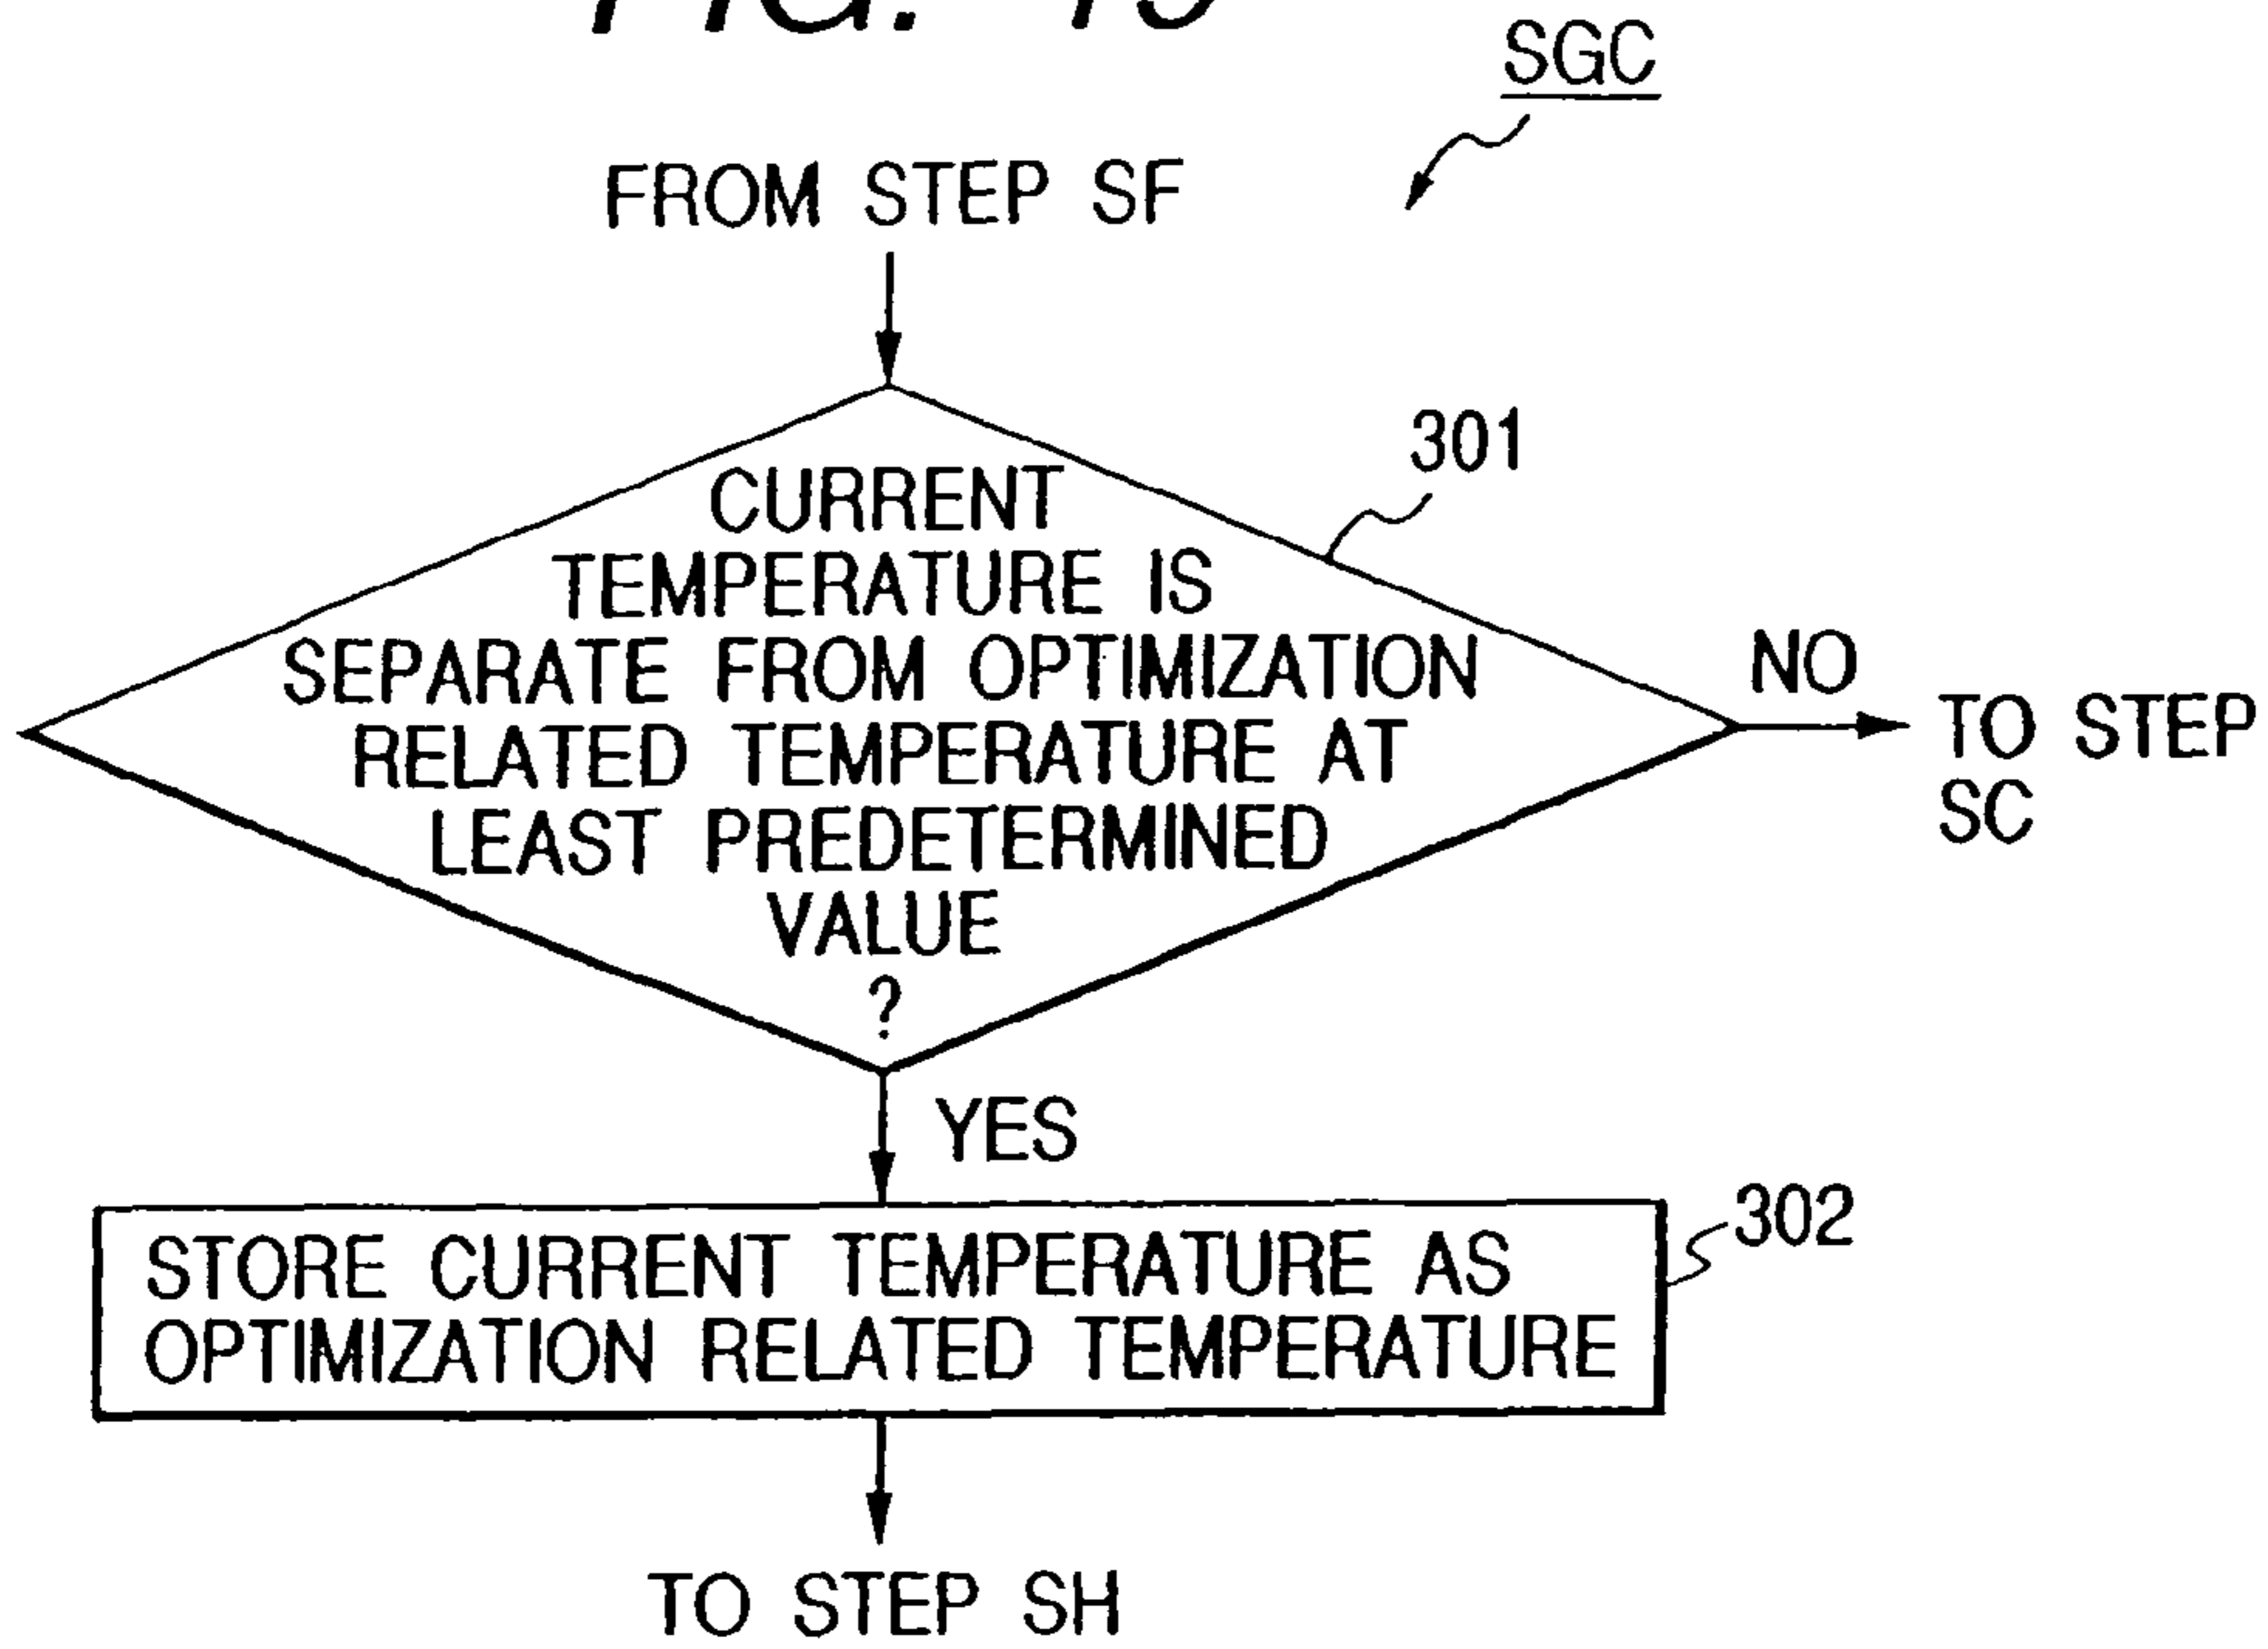 FIG.
SGC
FROM STEP SF
301
CURRENT
TEMPERATURE IS
SEPARATE FROM OPTIMIZATION
RELATED TEMPERATURE AT
LEAST PREDETERMINED
VALUE
?
NO
TO STEP
SC
YES
302
STORE CURRENT TEMPERATURE AS
OPTIMIZATION RELATED TEMPERATURE
TO STEP SH